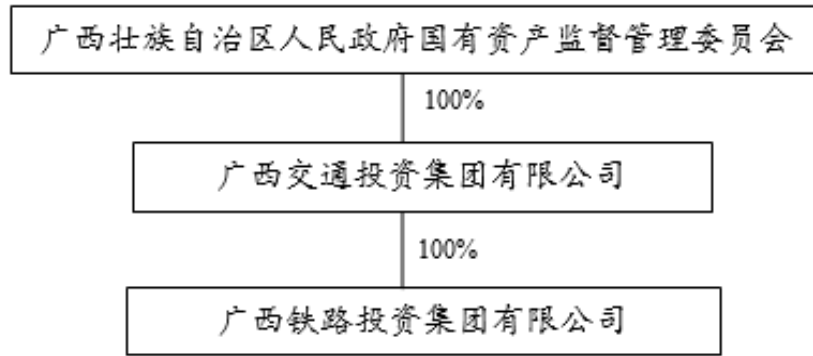 广西壮族自治区人民政府国有资产监督管理委员会
100%
广西交通投资集团有限公司
100%
广西铁路投资集团有限公司